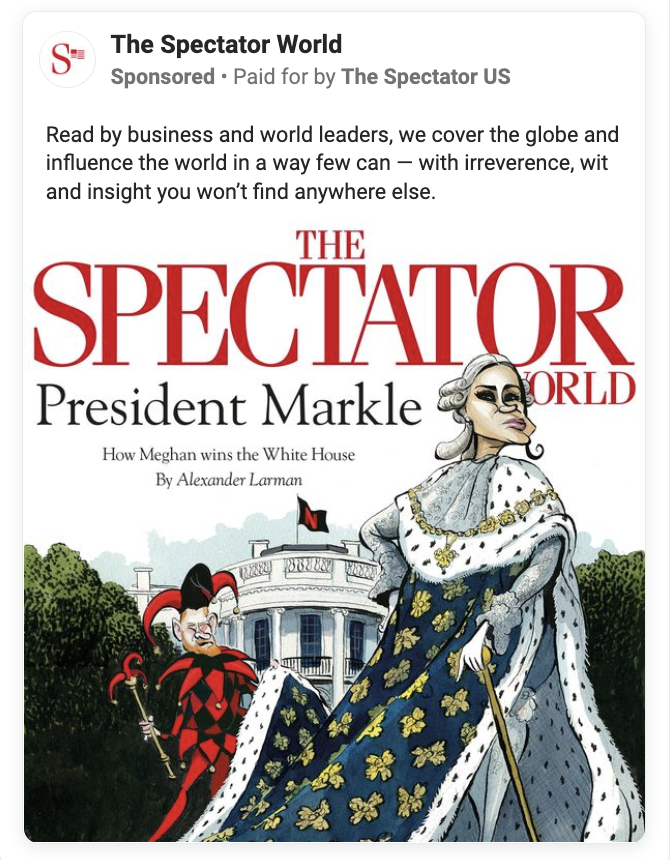 The Spectator World
Sponsored • Paid for by The Spectator US
Read by business and world leaders, we cover the globe and
influence the world in a way few can — with irreverence, wit
and insight you won’t find anywhere else.
THE
SPECTATOR
WORLD
President Markle
How Meghan wins the White House
By Alexander Larman
N